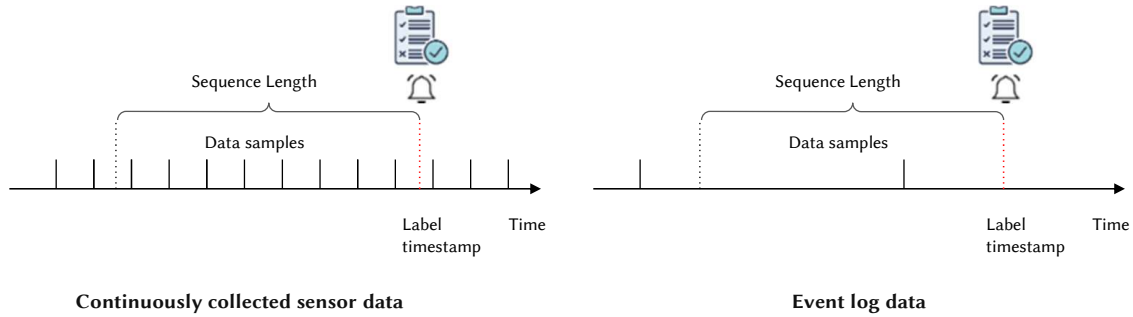 Sequence Length
Data samples
Label
timestamp
Time
Continuously collected sensor data
Sequence Length
Data samples
Label
timestamp
Time
Event log data